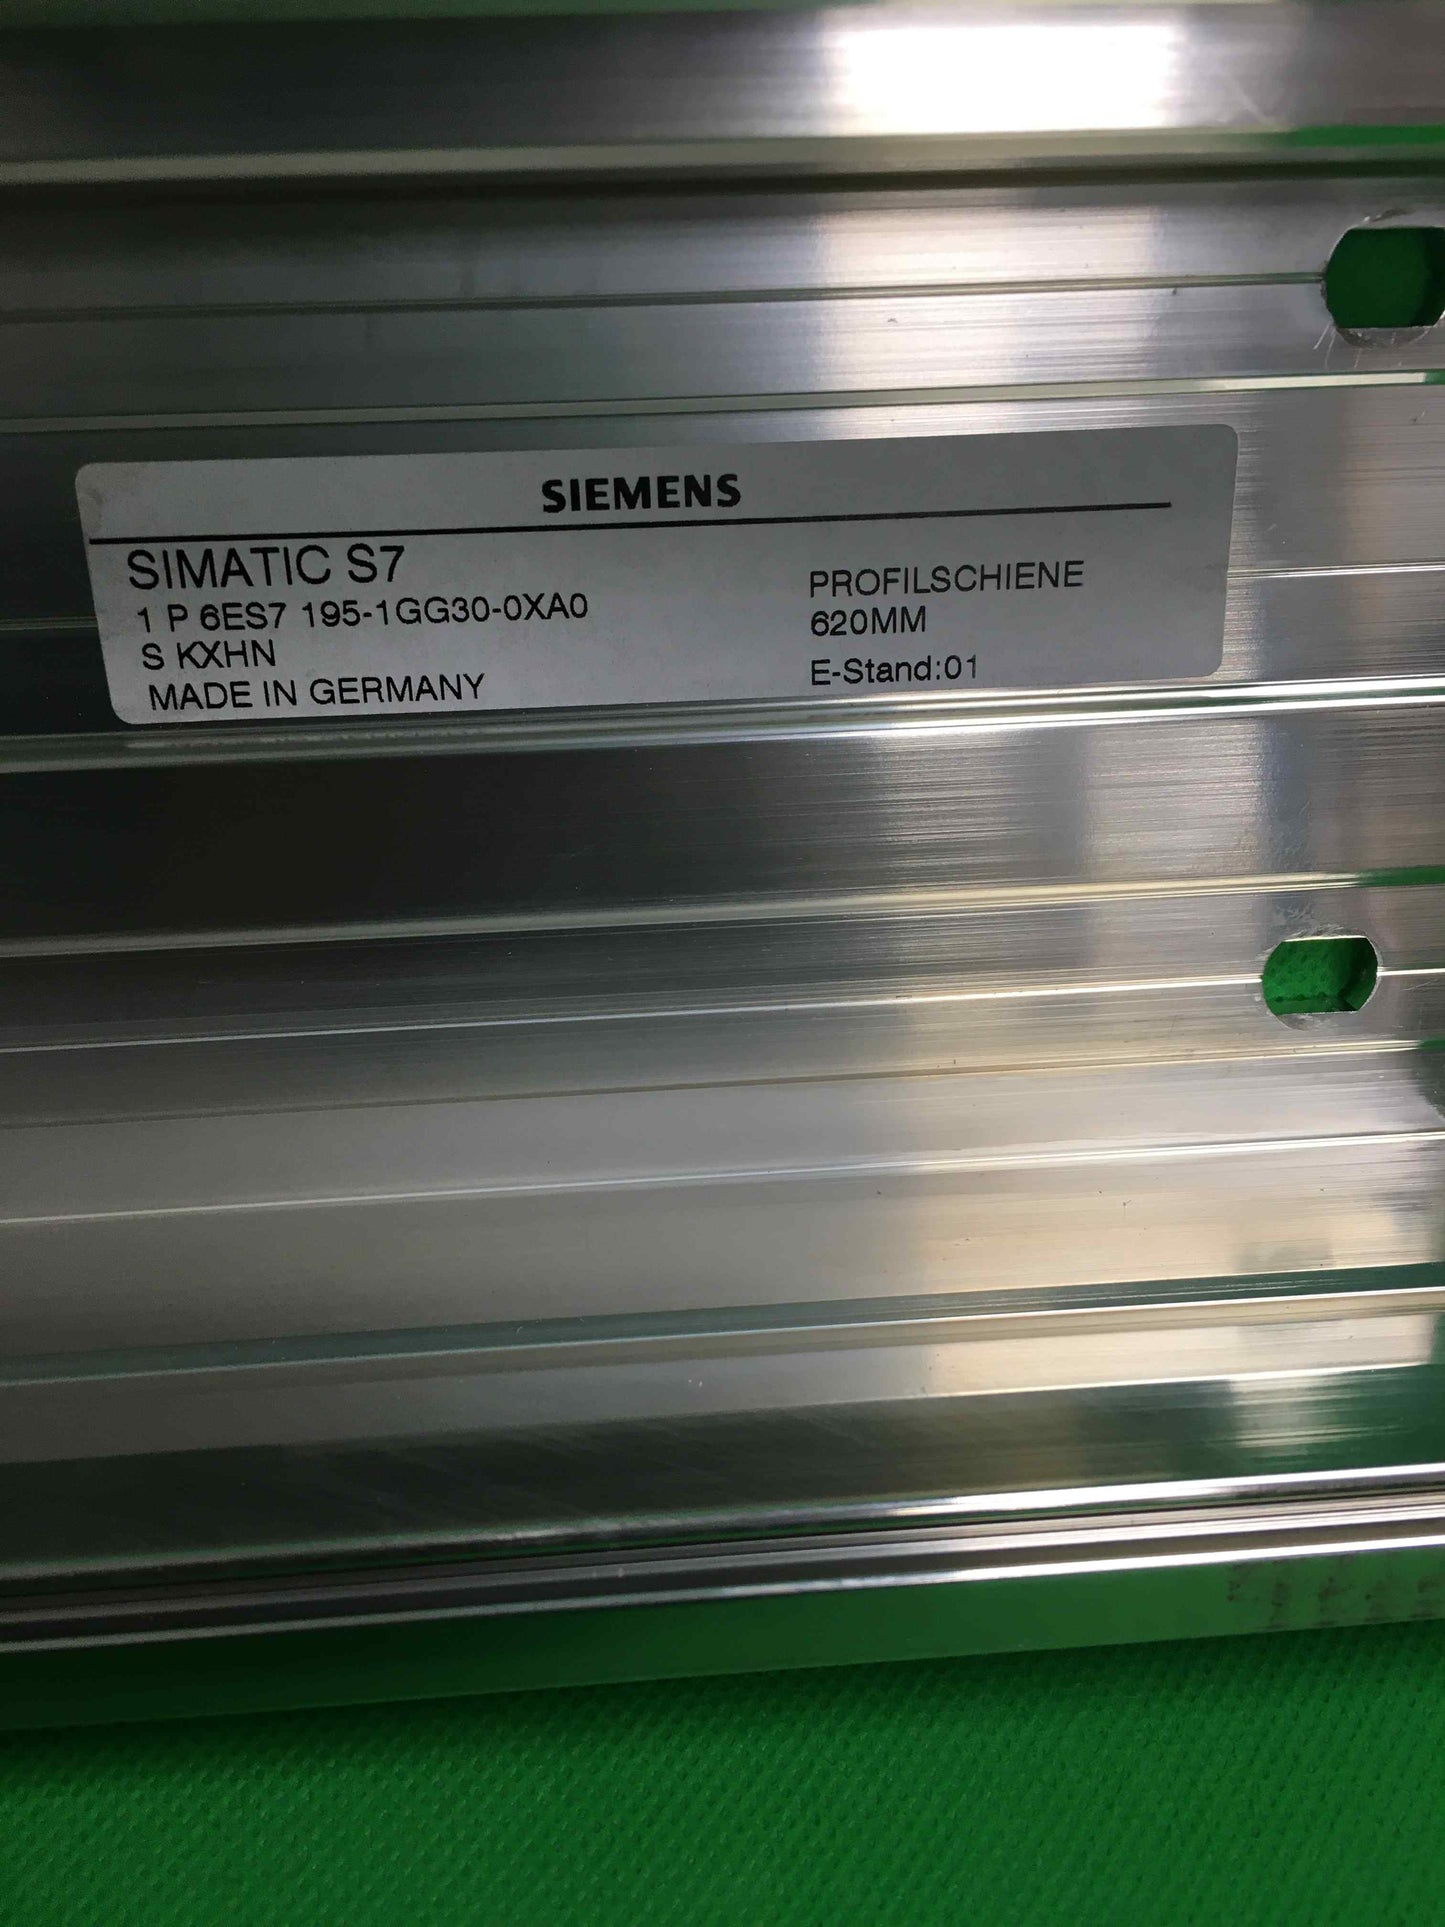 SIEMENS
SIMATIC S7
1 P 6ES7 195-1GG30-0XA0
S KXHN
MADE IN GERMANY
PROFILSCHIENE
620MM
E-Stand:01